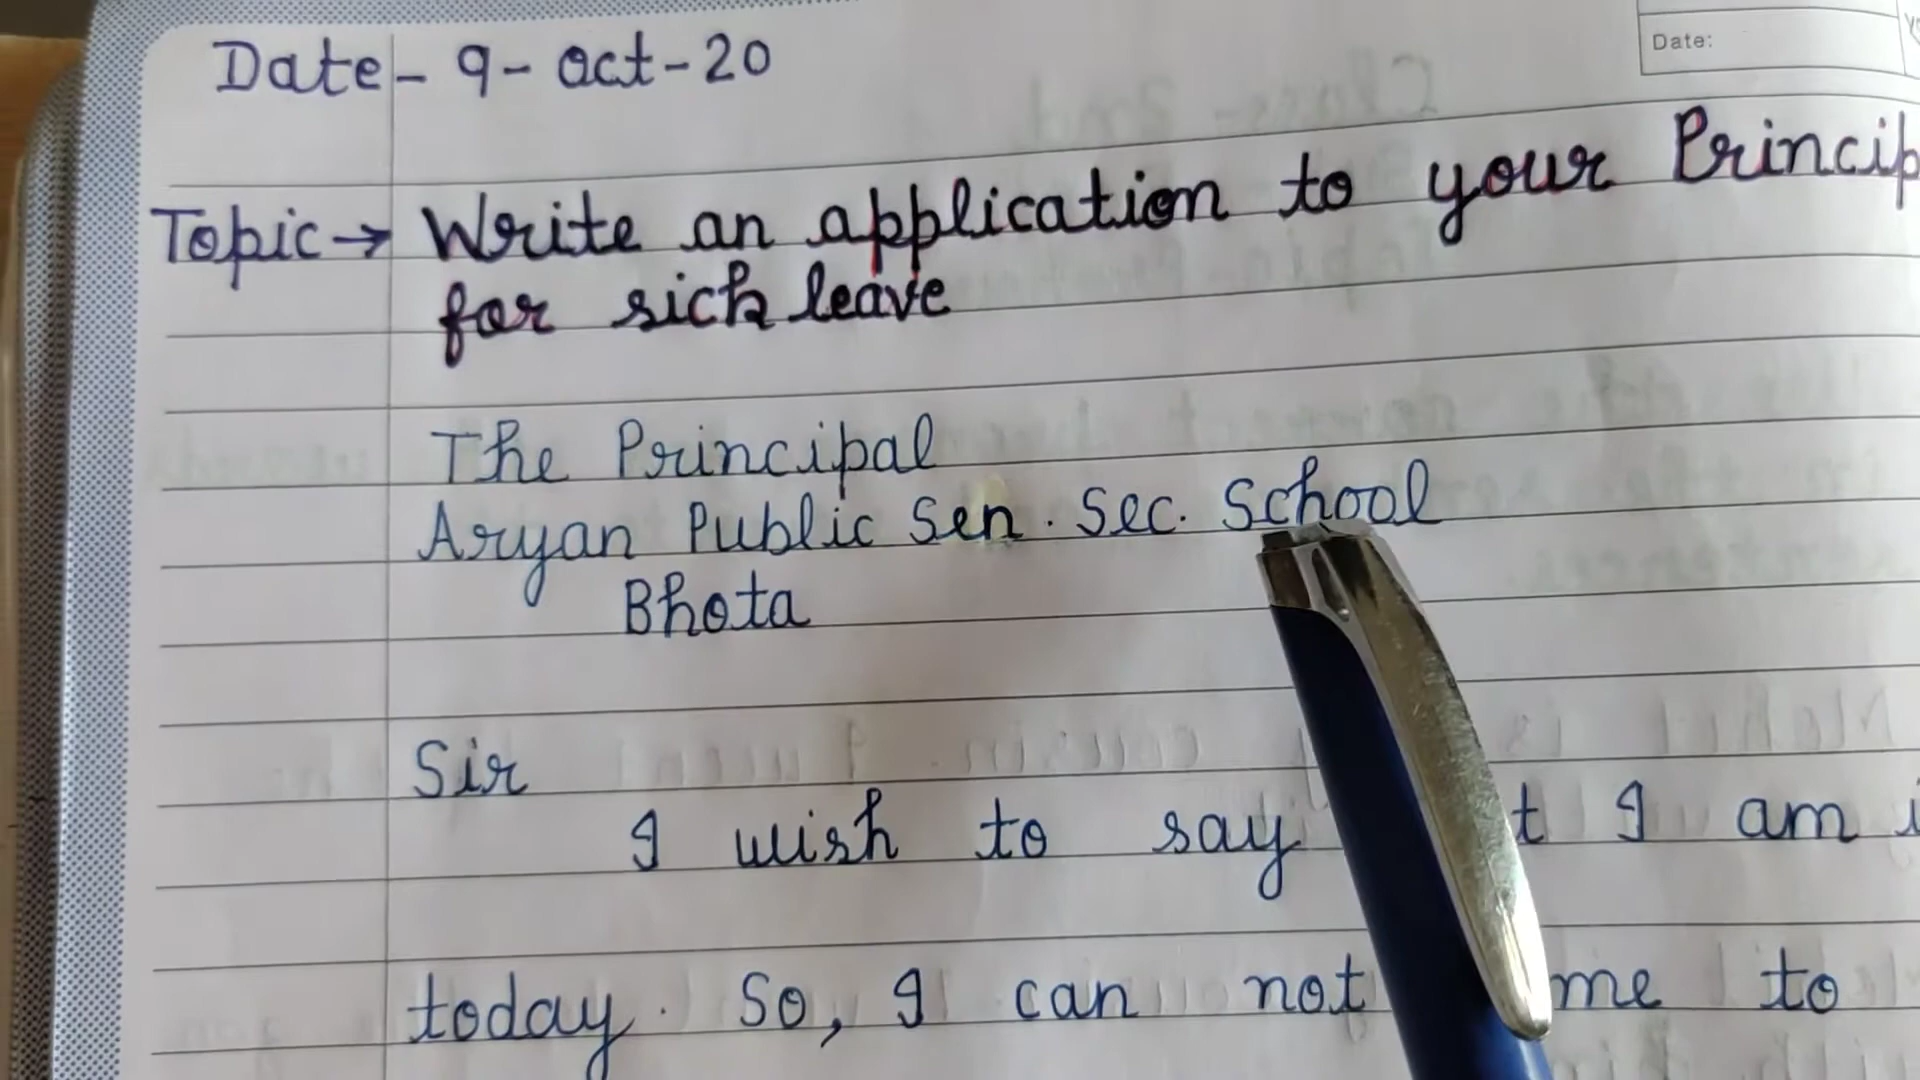 Date - 9 - oct - 20
Date:
Topic → Write an application to your Princip
for sick leave
The Principal
Aryan Public Sen. Sec. School
Bhota
Sir
I wish to say t I am i
today. So, I can not me to